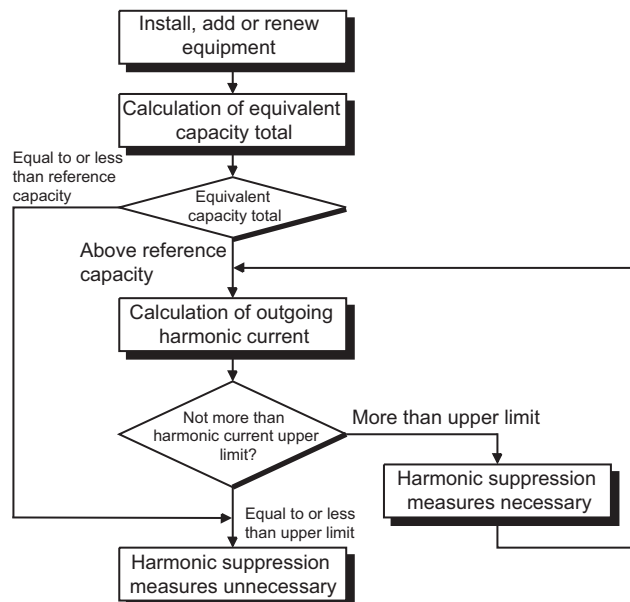 Install, add or renew
equipment
Calculation of equivalent
capacity total
Equal to or less
than reference
capacity
Equivalent
capacity total
Above reference
capacity
Calculation of outgoing
harmonic current
Not more than
harmonic current upper
limit?
More than upper limit
Harmonic suppression
measures necessary
Equal to or less
than upper limit
Harmonic suppression
measures unnecessary